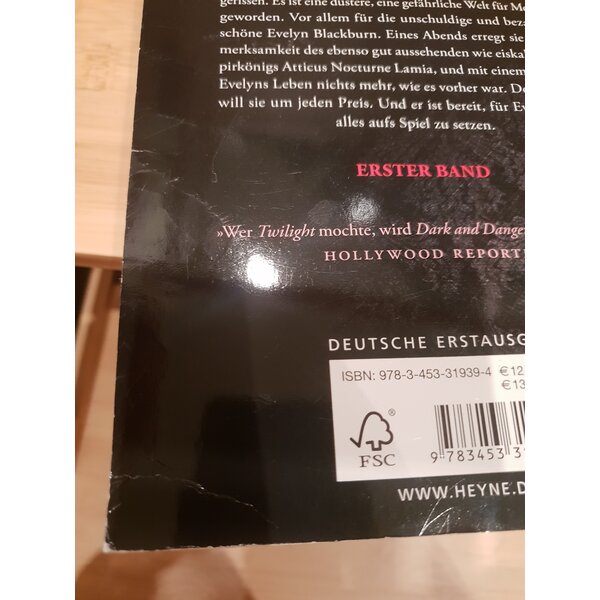 gerissen. Es ist eine düstere, eine gefährliche Welt für Me
geworden. Vor allem für die unschuldige und beza
schöne Evelyn Blackburn. Eines Abends erregt sie
merksamkeit des ebenso gut aussehenden wie eiskal
pirkönigs Atticus Nocturne Lamia, und mit einem
Evelyns Leben nichts mehr, wie es vorher war. De
will sie um jeden Preis. Und er ist bereit, für Ev
alles aufs Spiel zu setzen.
ERSTER BAND
»Wer Twilight mochte, wird Dark and Dange
HOLLYWOOD REPORT
DEUTSCHE ERSTAUSG
ISBN: 978-3-453-31939-4 € 12
€ 13
® FSC
9 783453 3
WWW.HEYNE.D